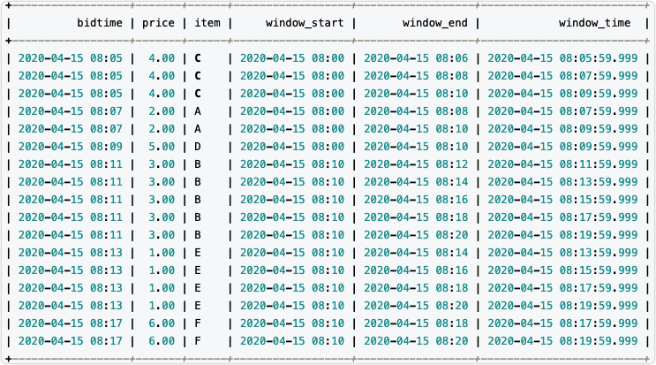 +------------------+-------+------+------------------+------------------+-------------------------+
| bidtime | price | item | window_start | window_end | window_time |
+------------------+-------+------+------------------+------------------+-------------------------+
| 2020-04-15 08:05 | 4.00 | C | 2020-04-15 08:00 | 2020-04-15 08:06 | 2020-04-15 08:05:59.999 |
| 2020-04-15 08:05 | 4.00 | C | 2020-04-15 08:00 | 2020-04-15 08:08 | 2020-04-15 08:07:59.999 |
| 2020-04-15 08:05 | 4.00 | C | 2020-04-15 08:00 | 2020-04-15 08:10 | 2020-04-15 08:09:59.999 |
| 2020-04-15 08:07 | 2.00 | A | 2020-04-15 08:00 | 2020-04-15 08:08 | 2020-04-15 08:07:59.999 |
| 2020-04-15 08:07 | 2.00 | A | 2020-04-15 08:00 | 2020-04-15 08:10 | 2020-04-15 08:09:59.999 |
| 2020-04-15 08:09 | 5.00 | D | 2020-04-15 08:00 | 2020-04-15 08:10 | 2020-04-15 08:09:59.999 |
| 2020-04-15 08:11 | 3.00 | B | 2020-04-15 08:10 | 2020-04-15 08:12 | 2020-04-15 08:11:59.999 |
| 2020-04-15 08:11 | 3.00 | B | 2020-04-15 08:10 | 2020-04-15 08:14 | 2020-04-15 08:13:59.999 |
| 2020-04-15 08:11 | 3.00 | B | 2020-04-15 08:10 | 2020-04-15 08:16 | 2020-04-15 08:15:59.999 |
| 2020-04-15 08:11 | 3.00 | B | 2020-04-15 08:10 | 2020-04-15 08:18 | 2020-04-15 08:17:59.999 |
| 2020-04-15 08:11 | 3.00 | B | 2020-04-15 08:10 | 2020-04-15 08:20 | 2020-04-15 08:19:59.999 |
| 2020-04-15 08:13 | 1.00 | E | 2020-04-15 08:10 | 2020-04-15 08:14 | 2020-04-15 08:13:59.999 |
| 2020-04-15 08:13 | 1.00 | E | 2020-04-15 08:10 | 2020-04-15 08:16 | 2020-04-15 08:15:59.999 |
| 2020-04-15 08:13 | 1.00 | E | 2020-04-15 08:10 | 2020-04-15 08:18 | 2020-04-15 08:17:59.999 |
| 2020-04-15 08:13 | 1.00 | E | 2020-04-15 08:10 | 2020-04-15 08:20 | 2020-04-15 08:19:59.999 |
| 2020-04-15 08:17 | 6.00 | F | 2020-04-15 08:10 | 2020-04-15 08:18 | 2020-04-15 08:17:59.999 |
| 2020-04-15 08:17 | 6.00 | F | 2020-04-15 08:10 | 2020-04-15 08:20 | 2020-04-15 08:19:59.999 |
+------------------+-------+------+------------------+------------------+-------------------------+